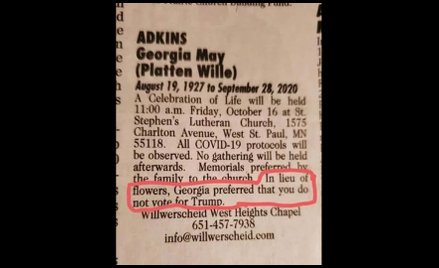 ADKINS
Georgia May
(Platten Wille)
August 19, 1927 to September 28, 2020
A Celebration of Life will be held
11:00 a.m. Friday, October 16 at St.
Stephen's Lutheran Church, 1575
Charlton Avenue, West St. Paul, MN
55118. All COVID-19 protocols will
be observed. No gathering will be held
afterwards. Memorials preferred by
the family to the church. In lieu of
flowers, Georgia preferred that you do
not vote for Trump.
Willwerscheid West Heights Chapel
651-457-7938
info@willwerscheid.com